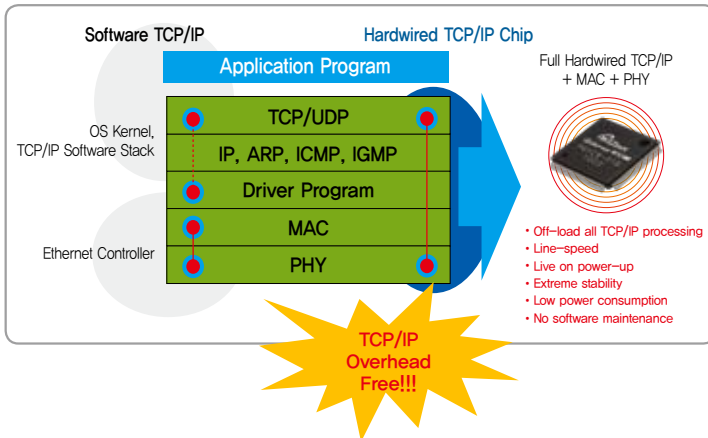 Software TCP/IP
Hardwired TCP/IP Chip
Application Program
Full Hardwired TCP/IP
+ MAC + PHY
OS Kernel,
TCP/IP Software Stack
Ethernet Controller
TCP/UDP
IP, ARP, ICMP, IGMP
Driver Program
MAC
PHY
• Off-load all TCP/IP processing
• Line-speed
• Live on power-up
• Extreme stability
• Low power consumption
• No software maintenance
TCP/IP
Overhead
Free!!!